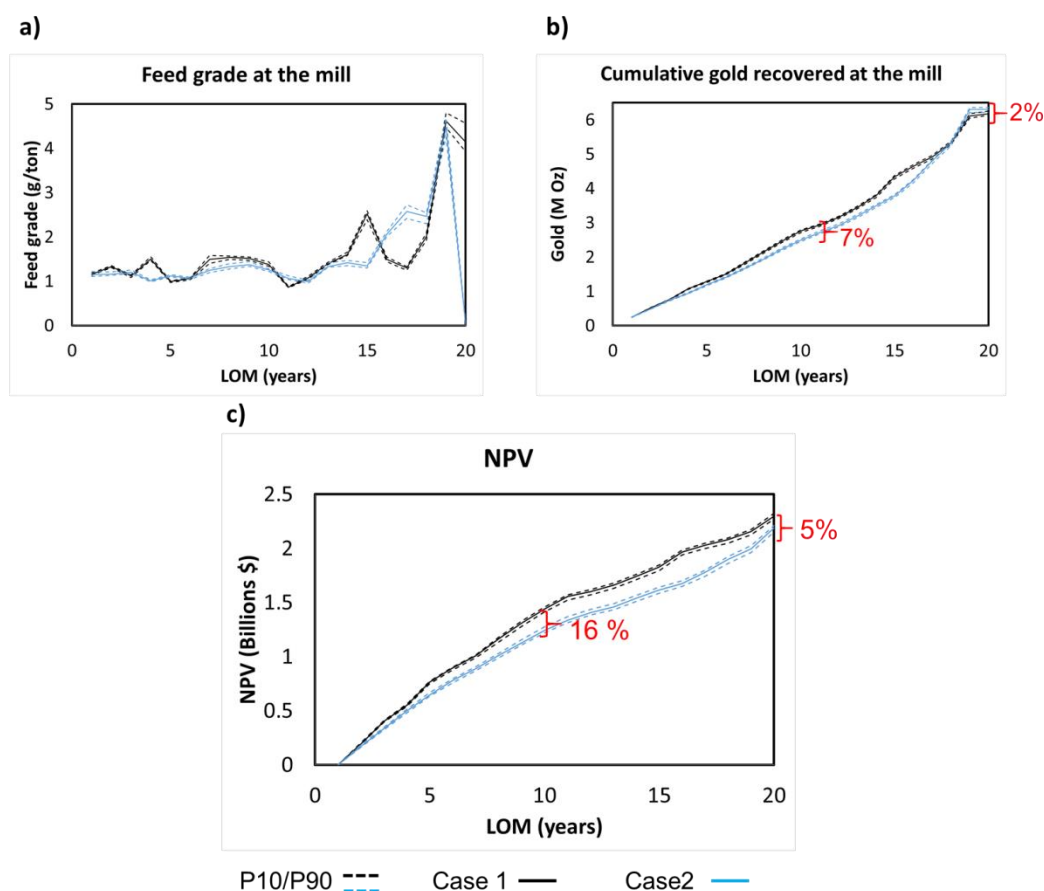 a)
Feed grade at the mill
5
4
3
2
1
0
Feed grade (g/ton)
0 5 10 15 20
LOM (years)
b)
Cumulative gold recovered at the mill
6
5
4
3
2
1
0
Gold (M Oz)
2%
7%
0 5 10 15 20
LOM (years)
c)
NPV
2.5
2
1.5
1
0.5
0
NPV (Billions $)
5%
16 %
0 5 10 15 20
LOM (years)
P10/P90 Case 1 Case2